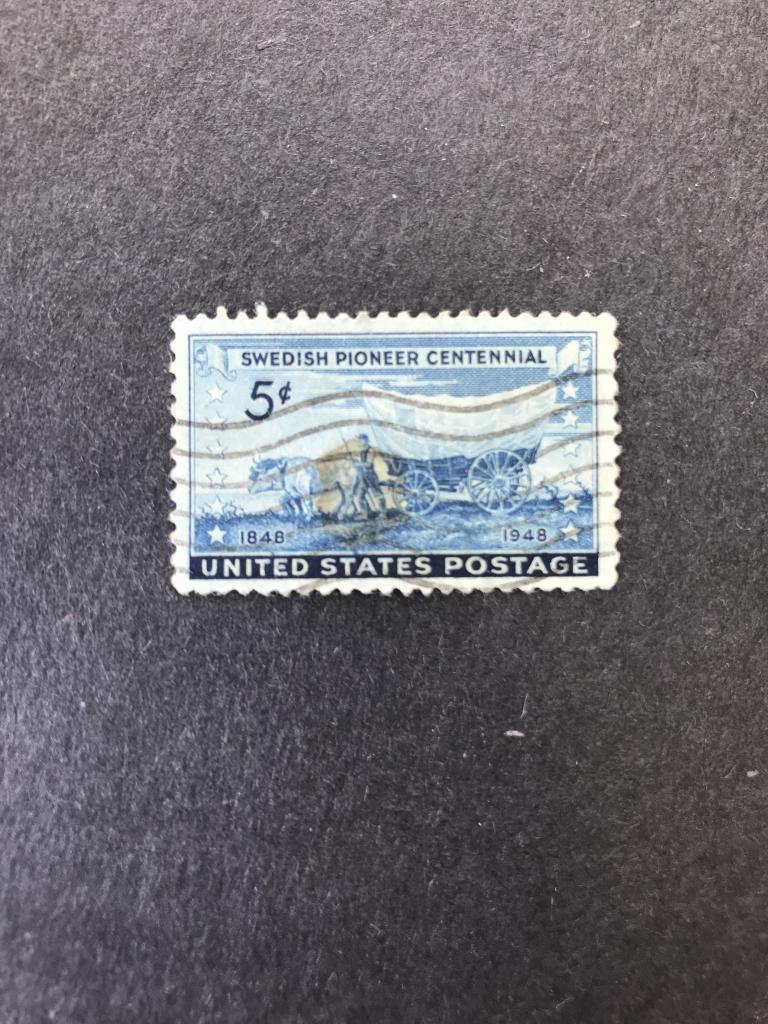 SWEDISH PIONEER CENTENNIAL
5¢
1848 1948
UNITED STATES POSTAGE